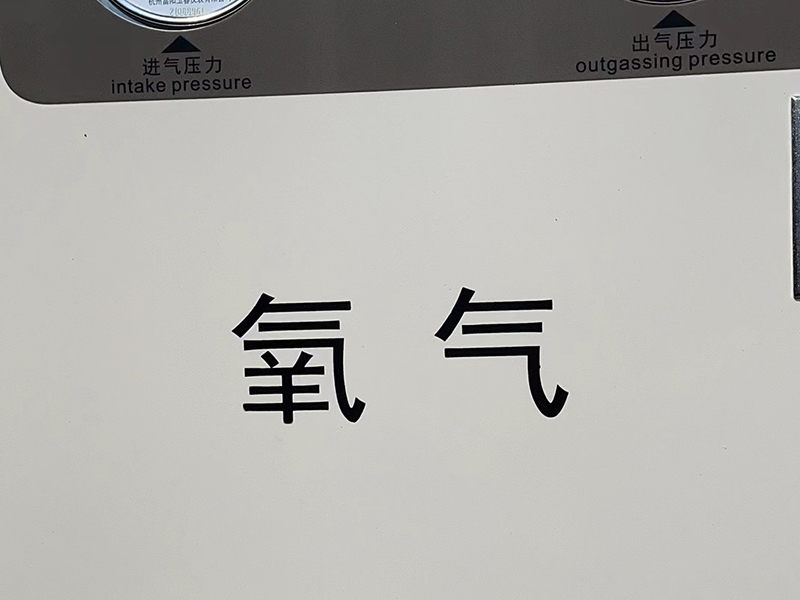 进气压力
intake pressure
出气压力
outgassing pressure
氧气